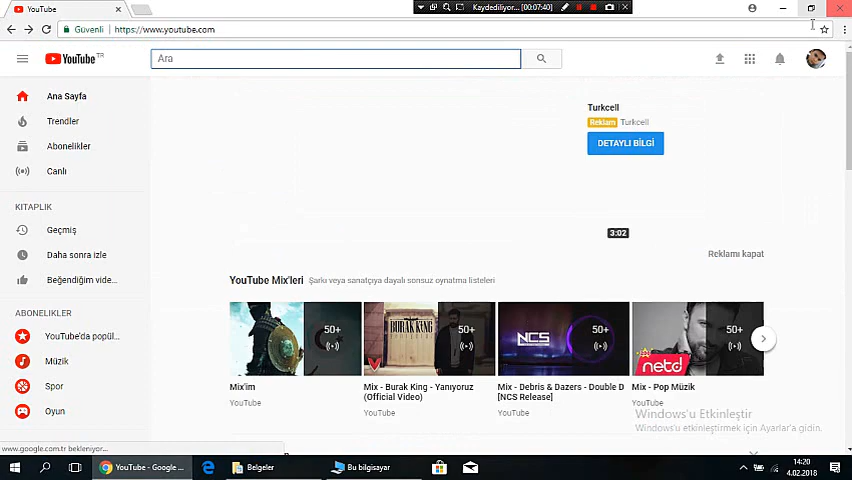 YouTube
Kaydediliyor... [00:07:40]
Güvenli
https://www.youtube.com
YouTube TR
Ara
Ana Sayfa
Trendler
Abonelikler
Canlı
KITAPLIK
Geçmiş
Daha sonra izle
Beğendiğim vide...
ABONELIKLER
YouTube'da popül...
Müzik
Spor
Oyun
Turkcell
Reklam Turkcell
DETAYLI BİLGİ
3:02
Reklamı kapat
YouTube Mix'leri Şarkı veya sanatçıya dayalı sonsuz oynatma listeleri
50+
BURAK KING
50+
NCS
50+
netd
50+
Mix'im
YouTube
Mix - Burak King - Yanıyoruz (Official Video)
YouTube
Mix - Debris & Dazers - Double D [NCS Release]
YouTube
Mix - Pop Müzik
YouTube
Windows'u Etkinleştir
Windows'u etkinleştirmek için Ayarlar'a gidin.
www.google.com.tr bekleniyor...
YouTube - Google ...
Belgeler
Bu bilgisayar
14:20
4.02.2018